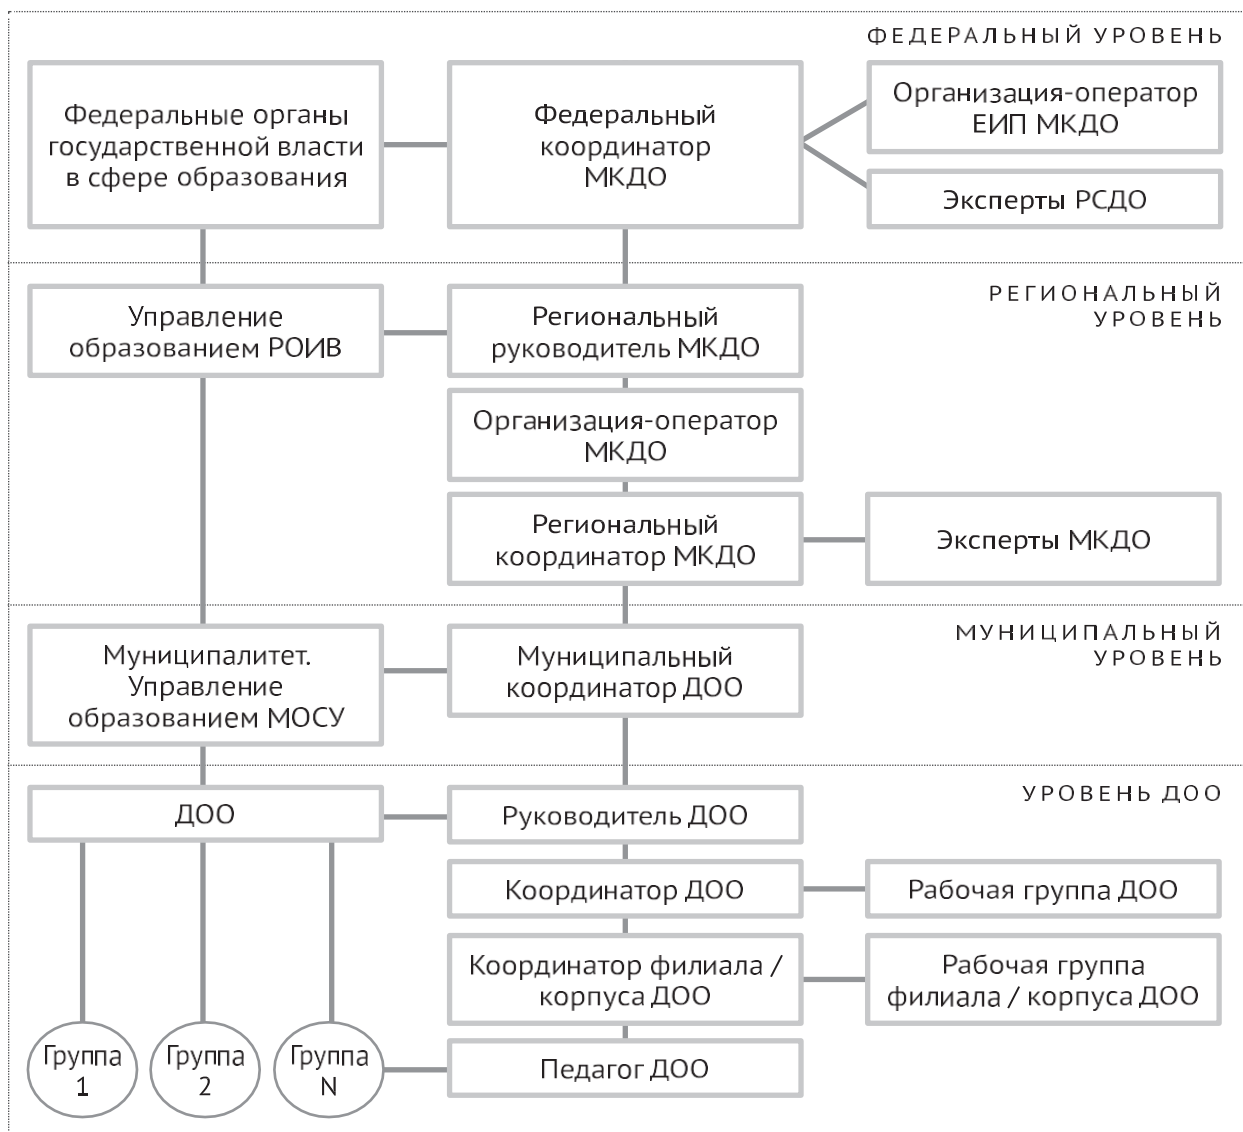 ФЕДЕРАЛЬНЫЙ УРОВЕНЬ
Федеральные органы
государственной власти
в сфере образования
Федеральный
координатор
МКДО
Организация-оператор
ЕИП МКДО
Эксперты РСДО
РЕГИОНАЛЬНЫЙ
УРОВЕНЬ
Управление
образованием РОИВ
Региональный
руководитель МКДО
Организация-оператор
МКДО
Региональный
координатор МКДО
Эксперты МКДО
МУНИЦИПАЛЬНЫЙ
УРОВЕНЬ
Муниципалитет.
Управление
образованием МОСУ
Муниципальный
координатор ДОО
УРОВЕНЬ ДОО
ДОО
Руководитель ДОО
Координатор ДОО
Рабочая группа ДОО
Координатор филиала /
корпуса ДОО
Рабочая группа
филиала / корпуса ДОО
Группа
1
Группа
2
Группа
N
Педагог ДОО